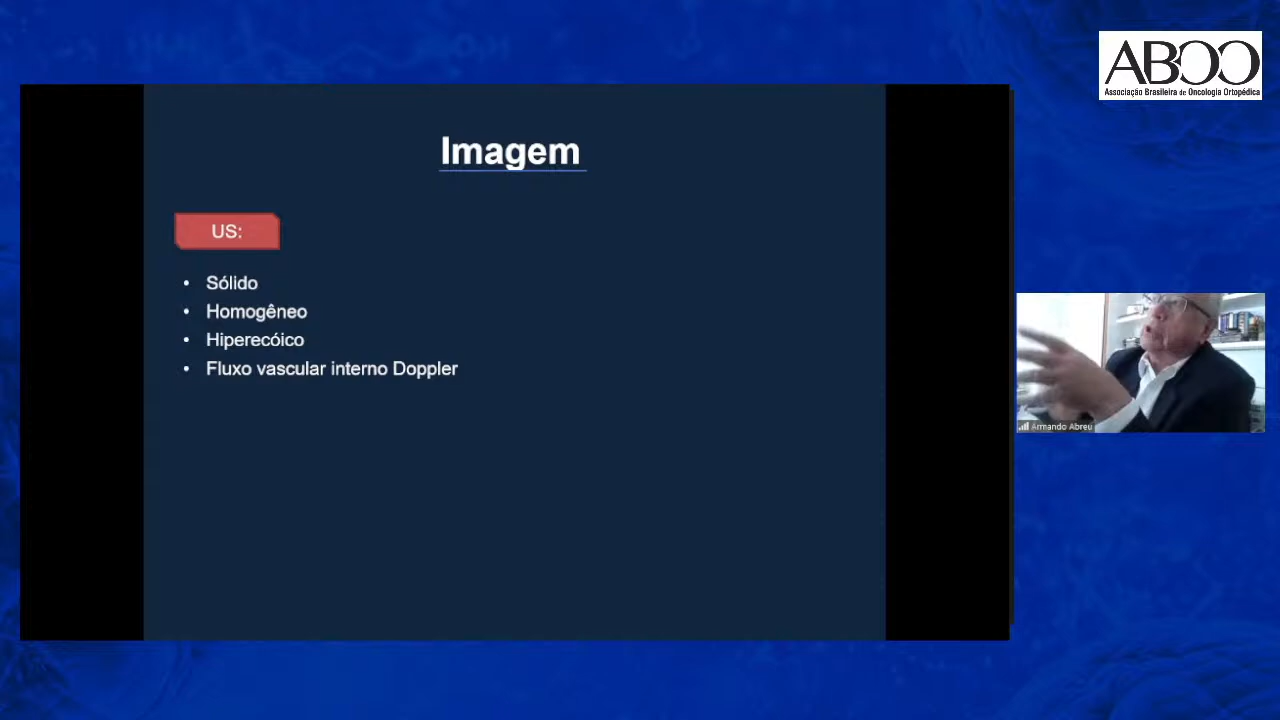 ABOO
Associação Brasileira de Oncologia Ortopédica
Imagem
US:
• Sólido
• Homogêneo
• Hiperecóico
• Fluxo vascular interno Doppler
Armando Abreu